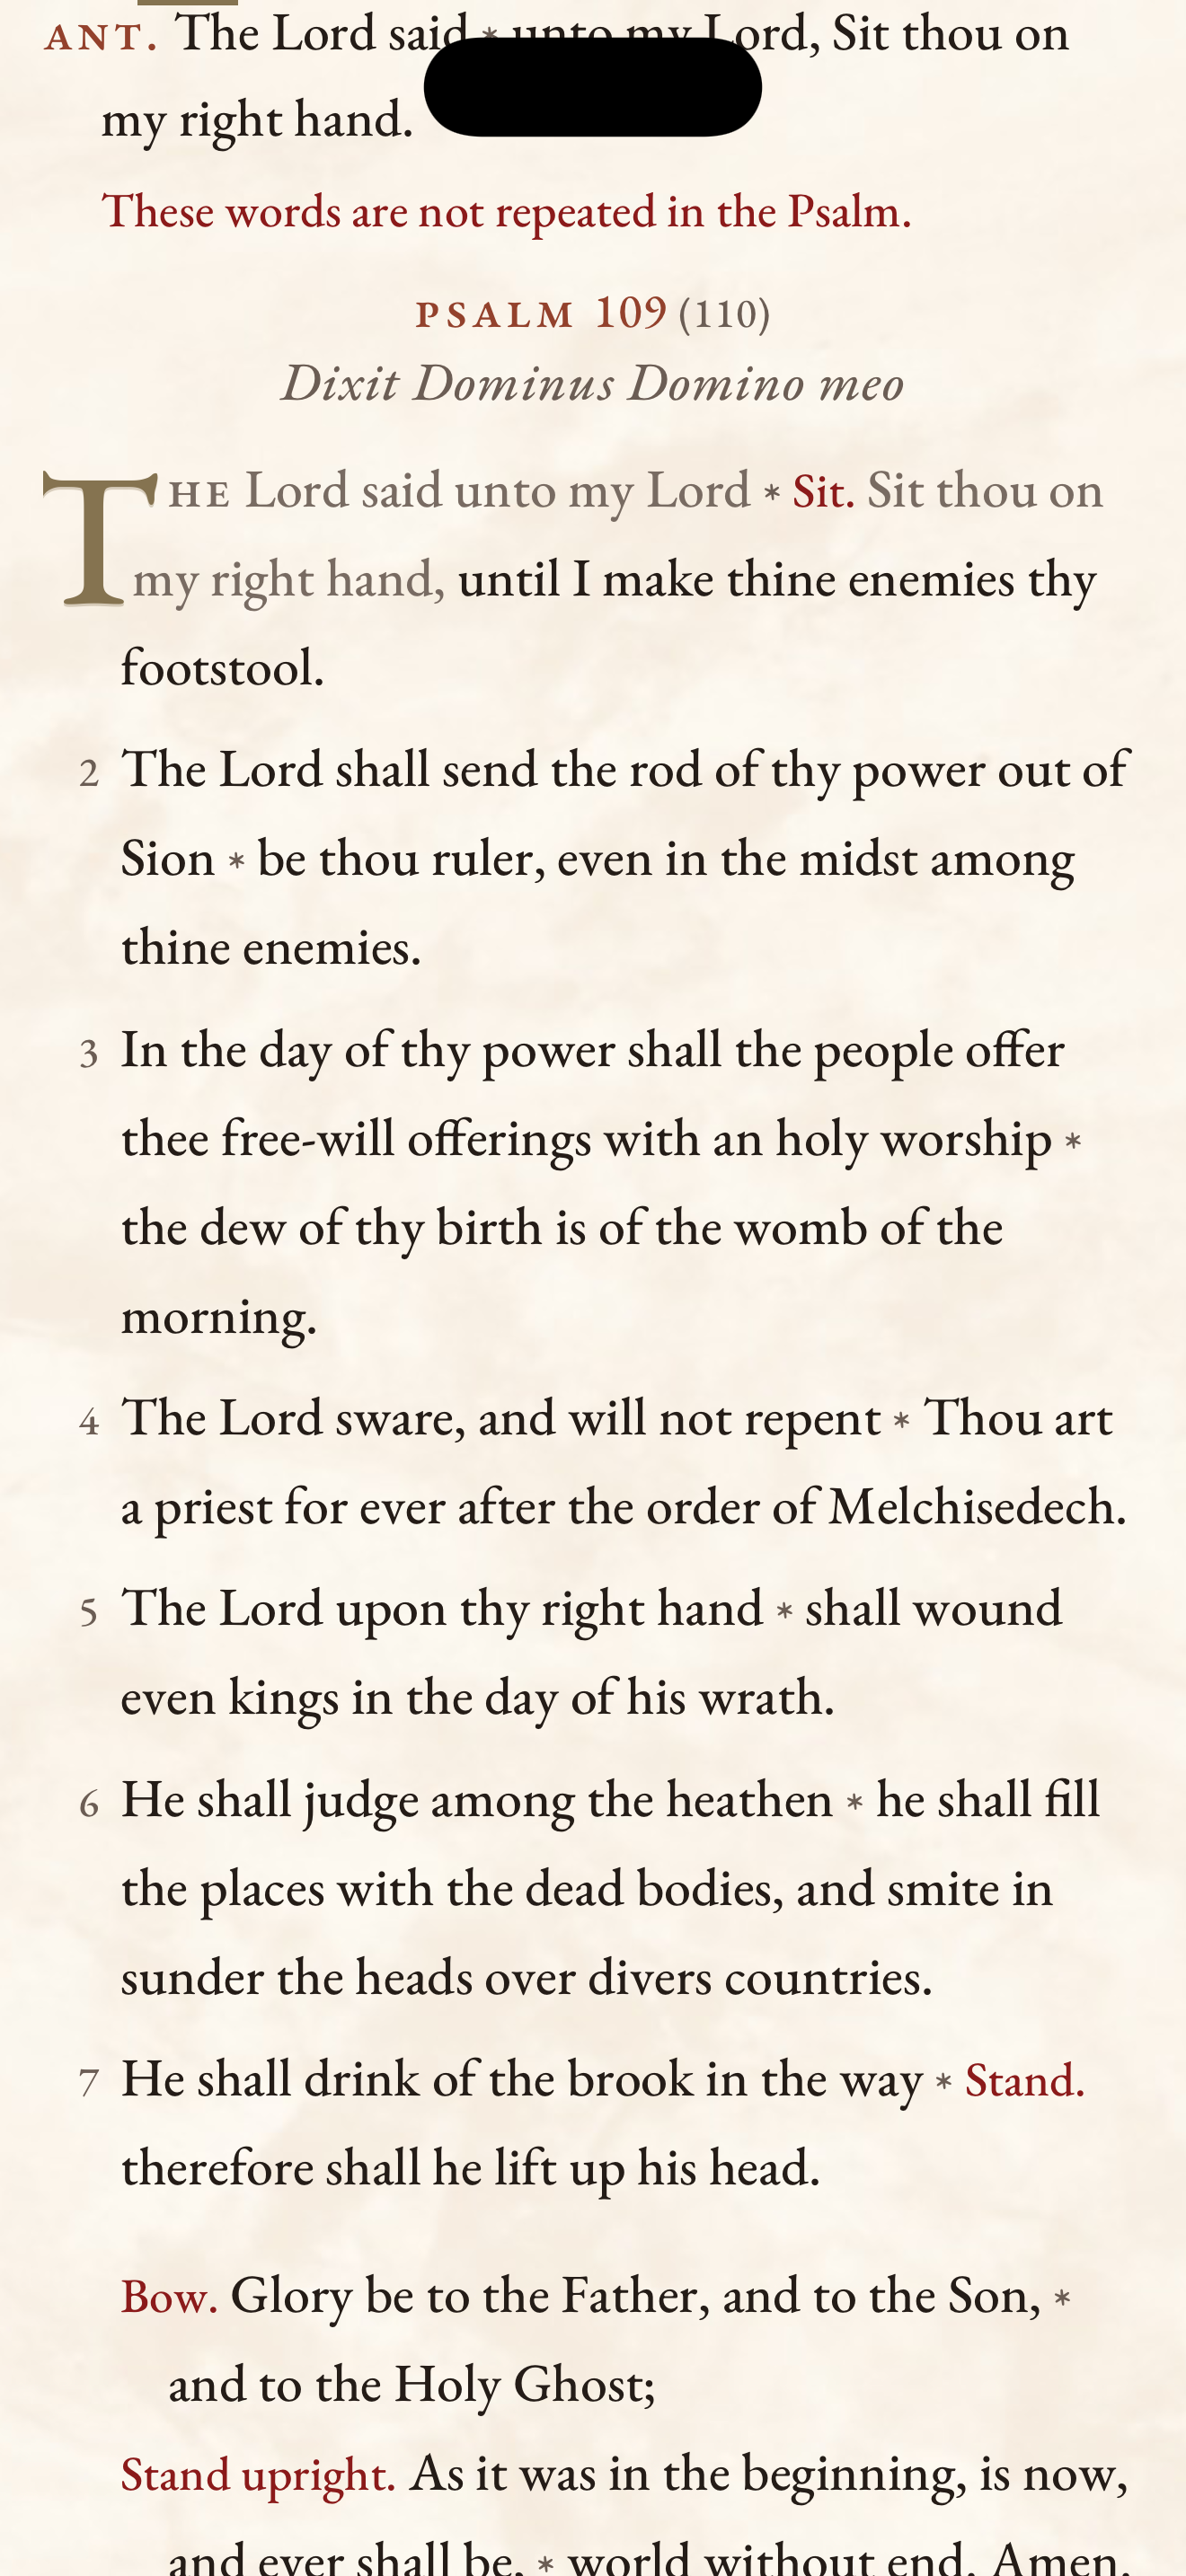 ANT. The Lord said * unto my Lord, Sit thou on
my right hand.
These words are not repeated in the Psalm.
PSALM 109 (110)
Dixit Dominus Domino meo
THE Lord said unto my Lord * Sit. Sit thou on
my right hand, until I make thine enemies thy
footstool.
2 The Lord shall send the rod of thy power out of
Sion * be thou ruler, even in the midst among
thine enemies.
3 In the day of thy power shall the people offer
thee free-will offerings with an holy worship *
the dew of thy birth is of the womb of the
morning.
4 The Lord sware, and will not repent * Thou art
a priest for ever after the order of Melchisedech.
5 The Lord upon thy right hand * shall wound
even kings in the day of his wrath.
6 He shall judge among the heathen * he shall fill
the places with the dead bodies, and smite in
sunder the heads over divers countries.
7 He shall drink of the brook in the way * Stand.
therefore shall he lift up his head.
Bow. Glory be to the Father, and to the Son, *
and to the Holy Ghost;
Stand upright. As it was in the beginning, is now,
and ever shall be, * world without end. Amen.